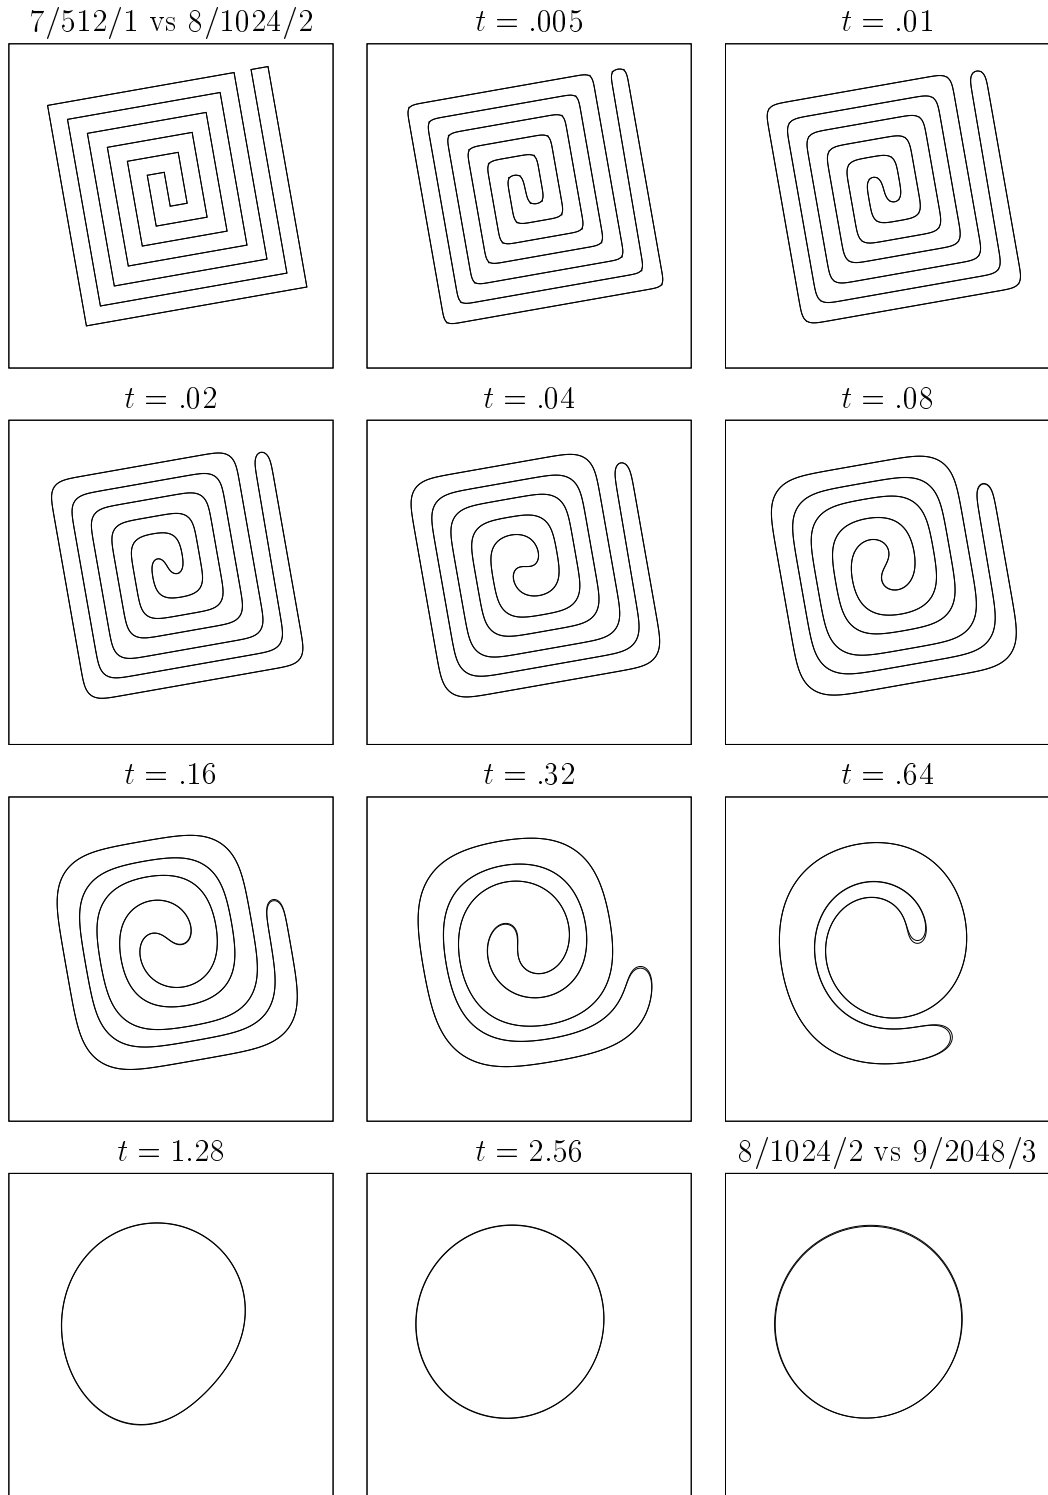 7/512/1 vs 8/1024/2
t = .005
t = .01
t = .02
t = .04
t = .08
t = .16
t = .32
t = .64
t = 1.28
t = 2.56
8/1024/2 vs 9/2048/3